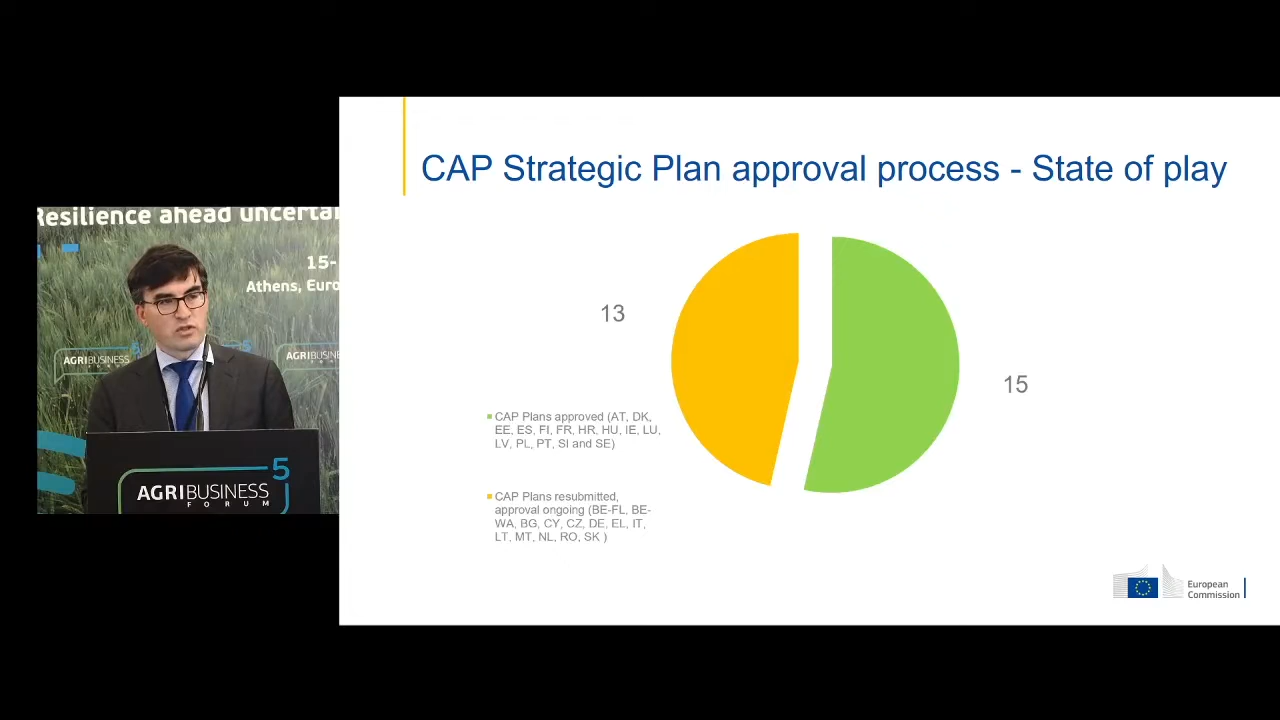 CAP Strategic Plan approval process - State of play
13
15
CAP Plans approved (AT, DK,
EE, ES, FI, FR, HR, HU, IE, LU,
LV, PL, PT, SI and SE)
CAP Plans resubmitted,
approval ongoing (BE-FL, BE-
WA, BG, CY, CZ, DE, EL, IT,
LT, MT, NL, RO, SK )
European
Commission
Resilience ahead
15-
Athens,
AGRIBUSINESS
FORUM
5
AGRIBUSINESS
FORUM